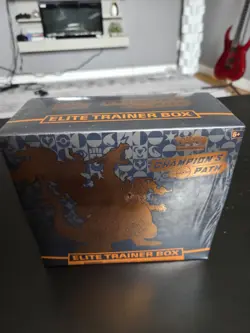 ELITE TRAINER BOX
6+
CHAMPION'S
PATH
ELITE TRAINER BOX